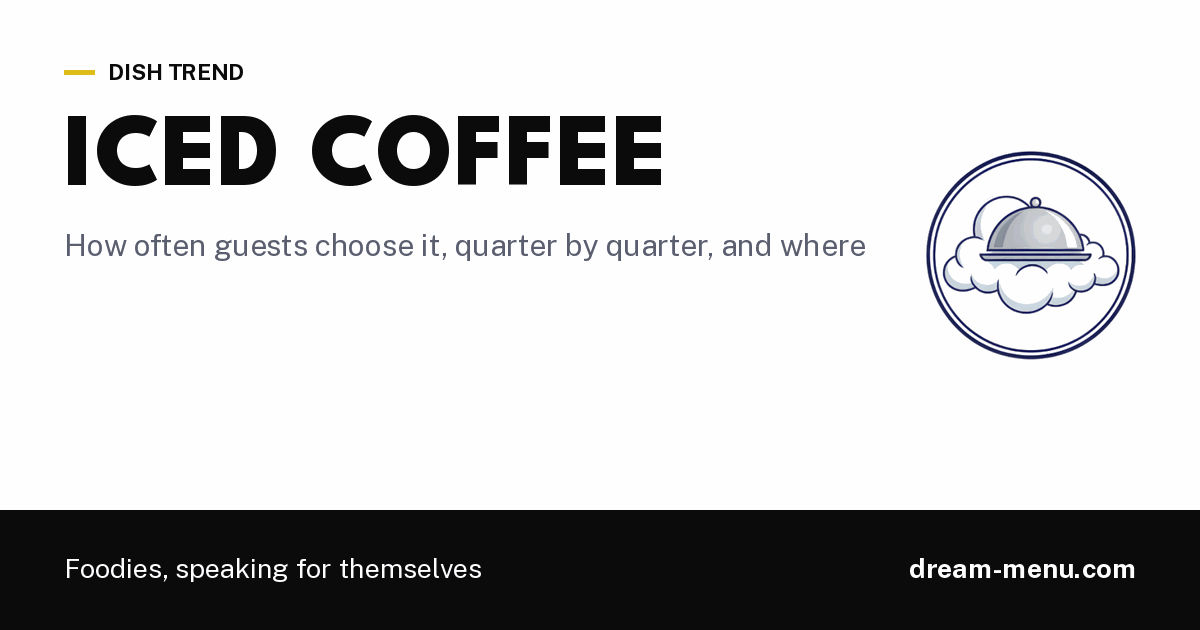 DISH TREND
ICED COFFEE
How often guests choose it, quarter by quarter, and where
Foodies, speaking for themselves
dream-menu.com